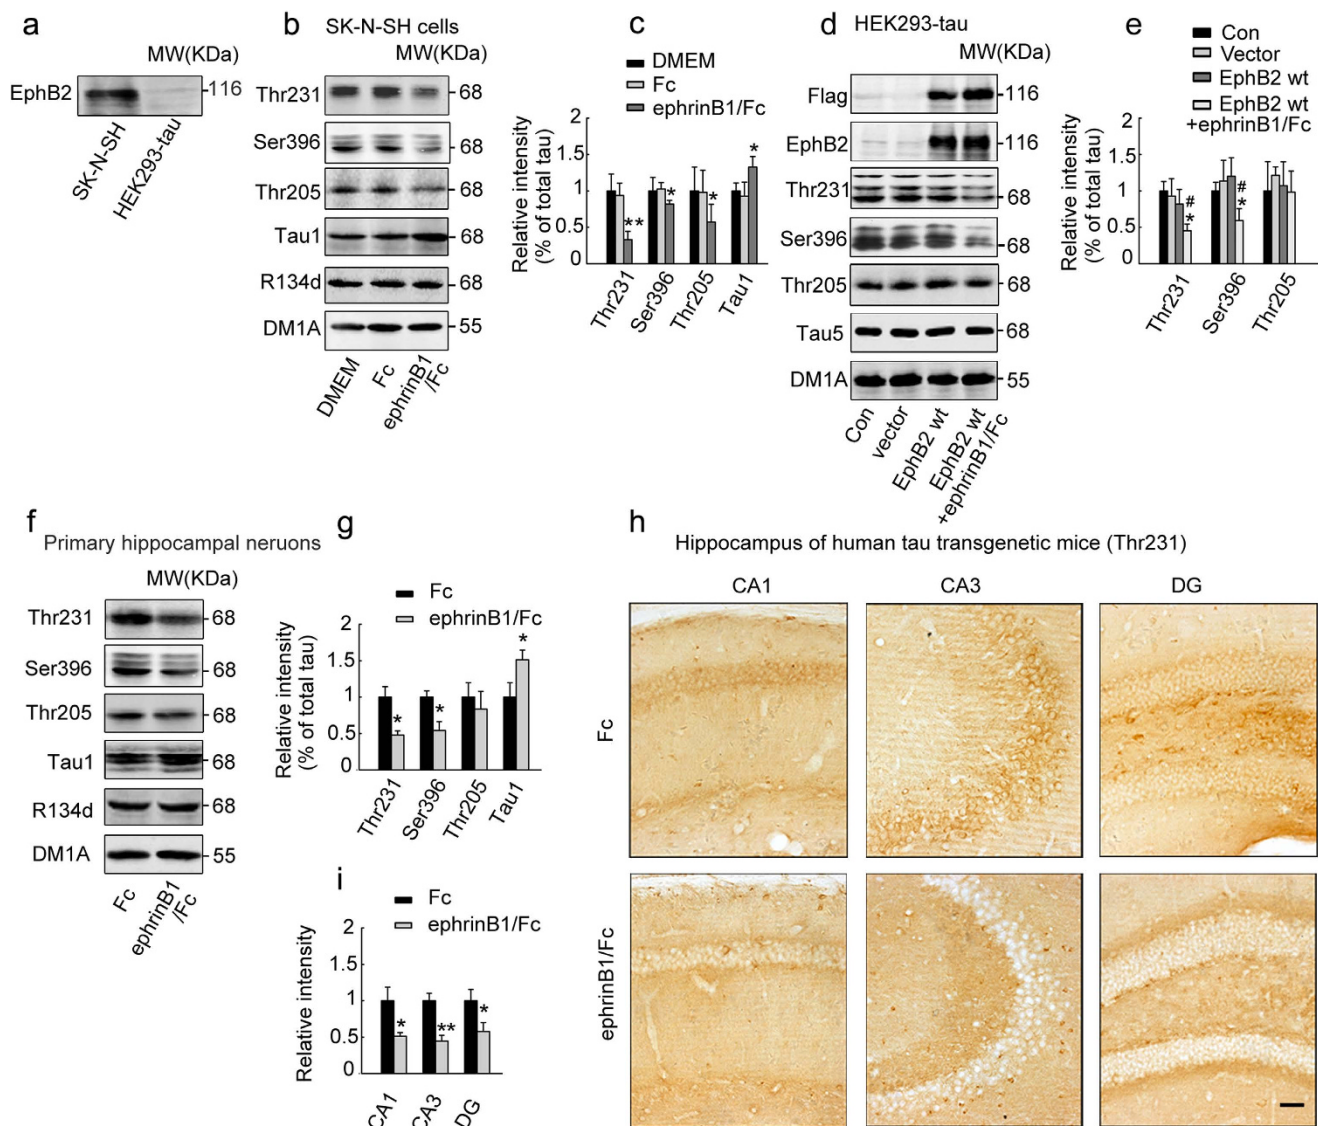 a
MW(KDa)
EphB2
116
SK-N-SH
HEK293-tau
b
SK-N-SH cells
MW(KDa)
Thr231
68
Ser396
68
Thr205
68
Tau1
68
R134d
68
DM1A
55
DMEM
Fc
ephrinB1
/Fc
c
DMEM
Fc
ephrinB1/Fc
Relative intensity
(% of total tau)
2
1.5
1
0.5
0
**
*
*
*
Thr231
Ser396
Thr205
Tau1
d
HEK293-tau
MW(KDa)
Flag
116
EphB2
116
Thr231
68
Ser396
68
Thr205
68
Tau5
68
DM1A
55
Con
vector
EphB2 wt
EphB2 wt
+ephrinB1/Fc
e
Con
Vector
EphB2 wt
EphB2 wt
+ephrinB1/Fc
Relative intensity
(% of total tau)
2
1.5
1
0.5
0
#
*
#
*
Thr231
Ser396
Thr205
f
Primary hippocampal neruons
MW(KDa)
Thr231
68
Ser396
68
Thr205
68
Tau1
68
R134d
68
DM1A
55
Fc
ephrinB1
/Fc
g
Fc
ephrinB1/Fc
Relative intensity
(% of total tau)
2
1.5
1
0.5
0
*
*
*
Thr231
Ser396
Thr205
Tau1
i
Fc
ephrinB1/Fc
Relative intensity
2
1.5
1
0.5
0
*
**
*
CA1
CA3
DG
h
Hippocampus of human tau transgenetic mice (Thr231)
CA1
CA3
DG
Fc
ephrinB1/Fc